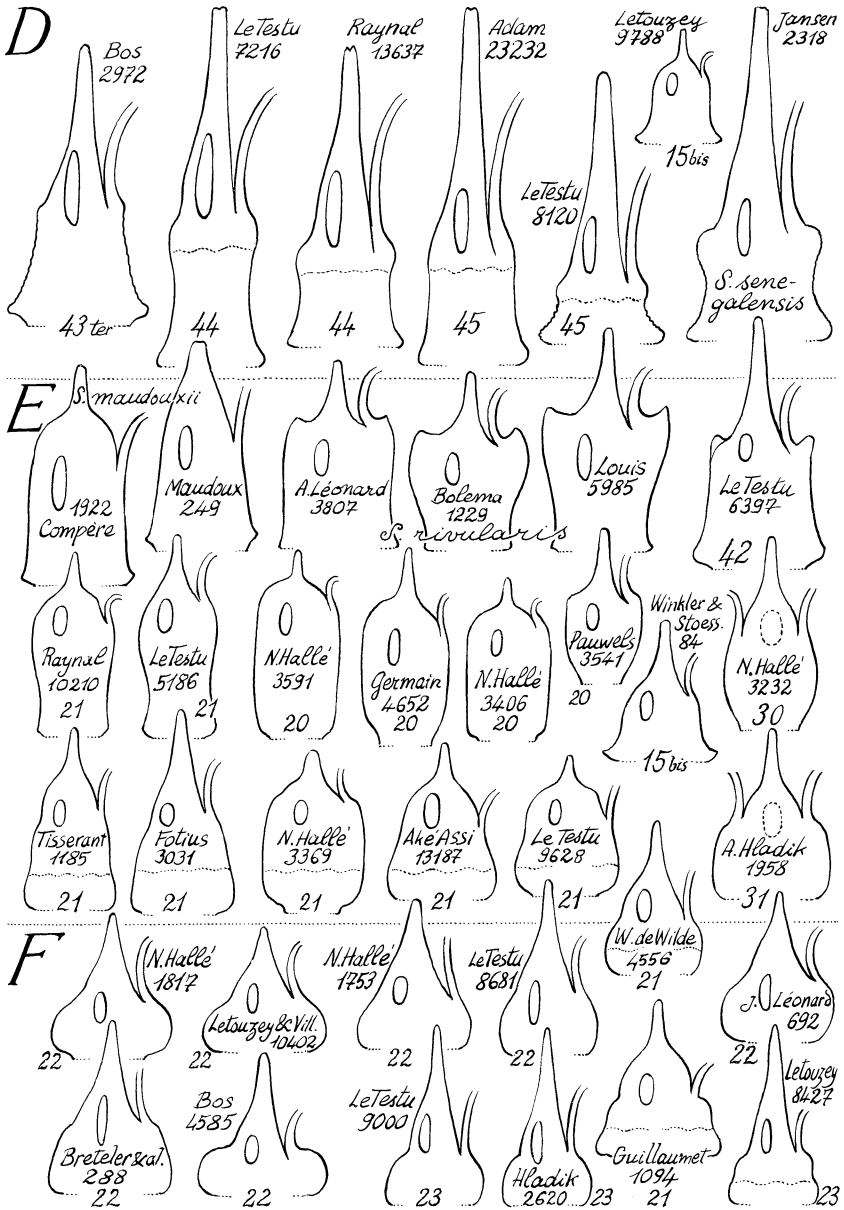 D
Bos
2972
43 ter
Le Testu
7216
44
Raynal
13637
44
Adam
23232
45
Le Testu
8120
45
Letouzey
9788
15bis
Jansen
2318
S. sene-
galensis
E
S. maudouxii
1922
Compère
Maudoux
249
A. Léonard
3807
Bolema
1229
S. rivularis
Louis
5985
Le Testu
6397
42
Raynal
10210
21
Le Testu
5186
21
N. Hallé
3591
20
Germain
4652
20
N. Hallé
3406
20
Pauwels
3541
20
Winkler &
Stoess.
84
15bis
N. Hallé
3232
30
Tisserant
1185
21
Fotius
3031
21
N. Hallé
3369
21
Aké Assi
13187
21
Le Testu
9628
21
W. de Wilde
4556
21
A. Hladik
1958
31
F
N. Hallé
1817
22
Letouzey & Vill.
10402
22
N. Hallé
1753
22
Le Testu
8681
22
J. Léonard
692
22
Breteler & al.
288
22
Bos
4585
22
Le Testu
9000
23
Hladik
2620
23
Guillaumet
1094
21
Letouzey
8427
23